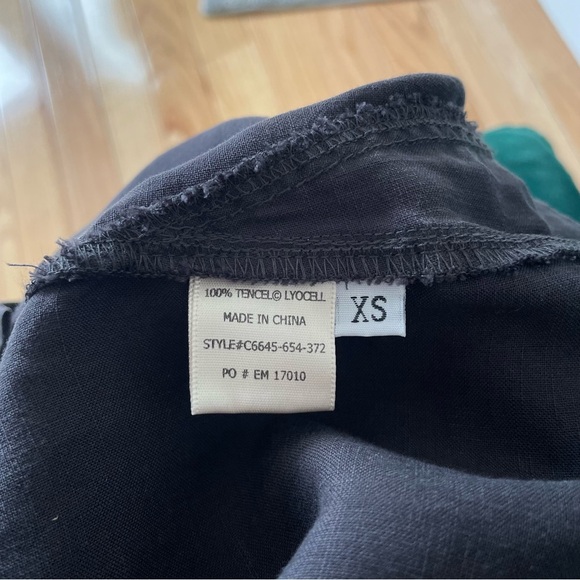 100% TENCEL© LYOCELL
MADE IN CHINA
STYLE#C6645-654-372
PO # EM 17010
XS